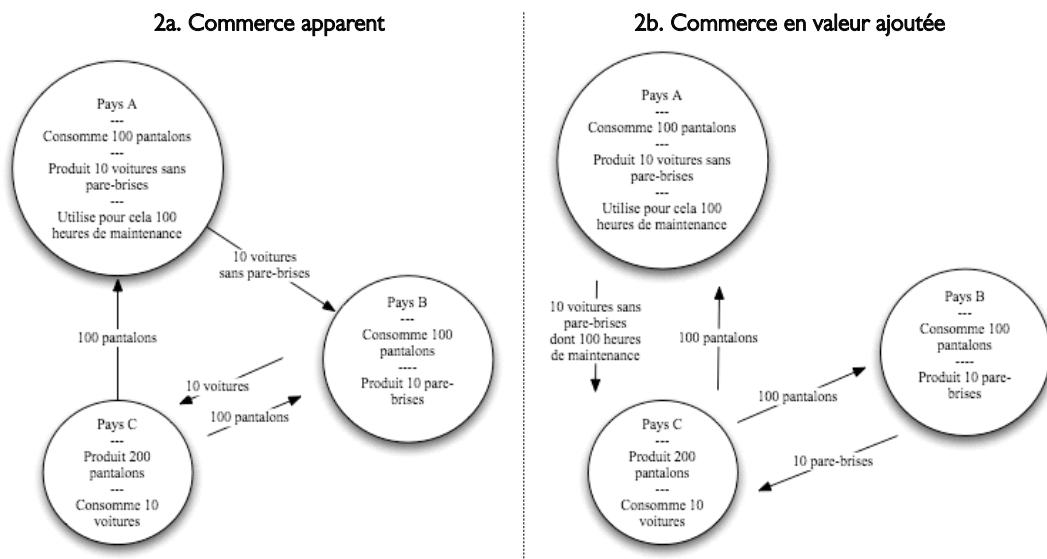 2a. Commerce apparent
Pays A
---
Consomme 100 pantalons
---
Produit 10 voitures sans
pare-brises
---
Utilise pour cela 100
heures de maintenance
10 voitures
sans pare-brises
100 pantalons
Pays B
---
Consomme 100
pantalons
----
Produit 10 pare-
brises
10 voitures
100 pantalons
Pays C
---
Produit 200
pantalons
---
Consomme 10
voitures
2b. Commerce en valeur ajoutée
Pays A
---
Consomme 100 pantalons
---
Produit 10 voitures sans
pare-brises
---
Utilise pour cela 100
heures de maintenance
10 voitures sans
pare-brises
dont 100 heures
de maintenance
100 pantalons
Pays B
---
Consomme 100
pantalons
----
Produit 10 pare-
brises
100 pantalons
10 pare-brises
Pays C
---
Produit 200
pantalons
---
Consomme 10
voitures